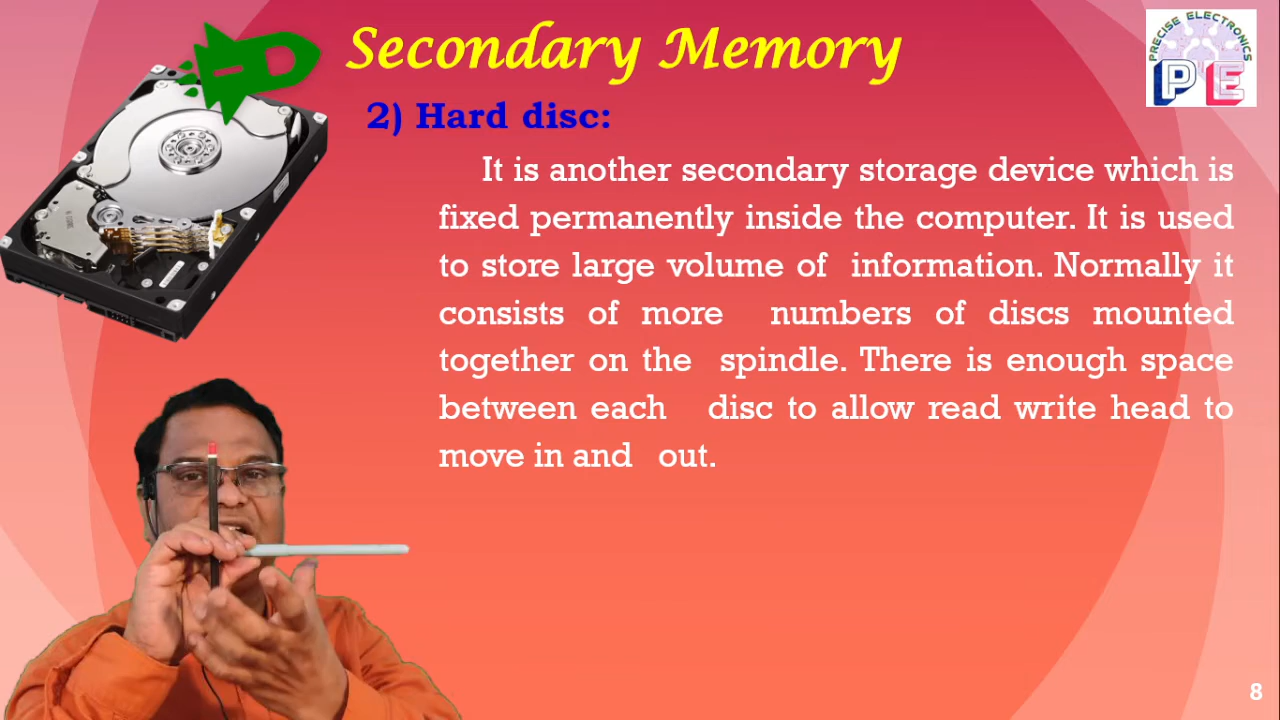 Secondary Memory
PRECISE ELECTRONICS
PE
2) Hard disc:
It is another secondary storage device which is
fixed permanently inside the computer. It is used
to store large volume of information. Normally it
consists of more numbers of discs mounted
together on the spindle. There is enough space
between each disc to allow read write head to
move in and out.
8